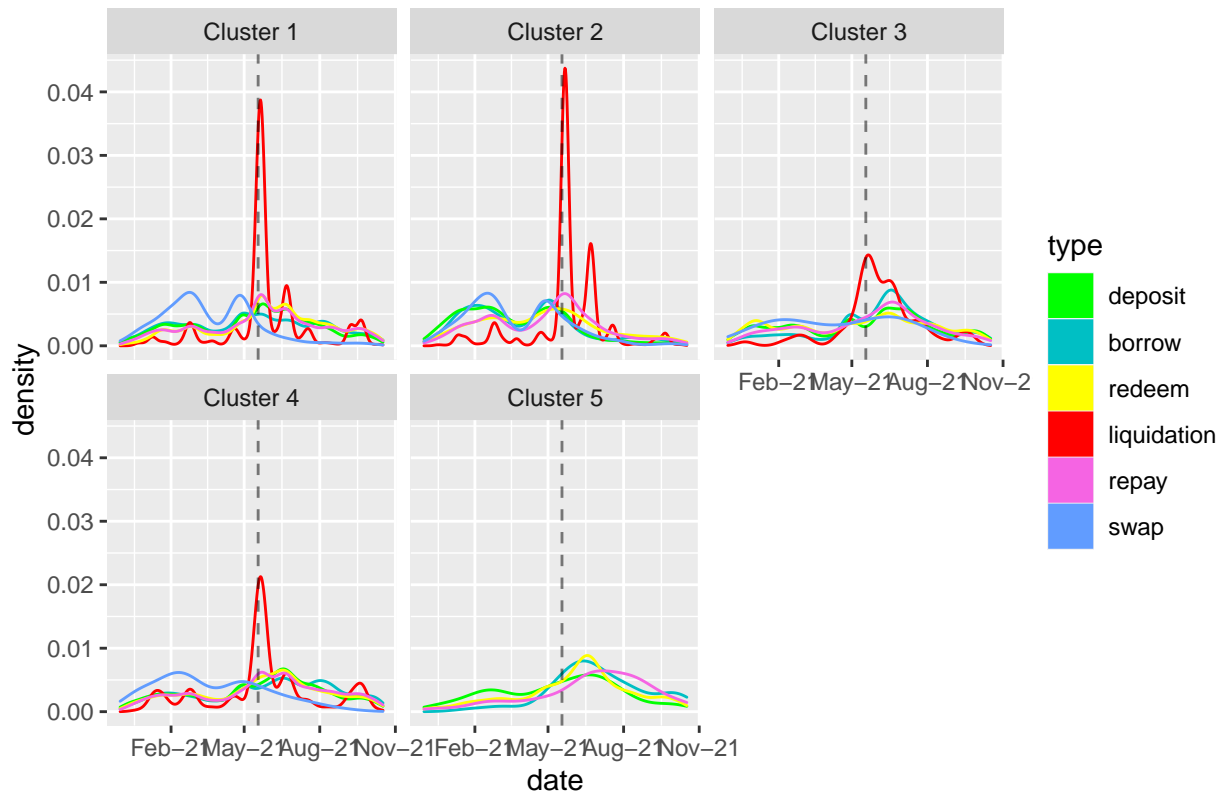 Cluster 1
Cluster 2
Cluster 3
0.04
0.03
0.02
0.01
0.00
Feb–21
May–21
Aug–21
Nov–2
Cluster 4
Cluster 5
0.04
0.03
0.02
0.01
0.00
Feb–21
May–21
Aug–21
Nov–21
Feb–21
May–21
Aug–21
Nov–21
density
date
type
deposit
borrow
redeem
liquidation
repay
swap